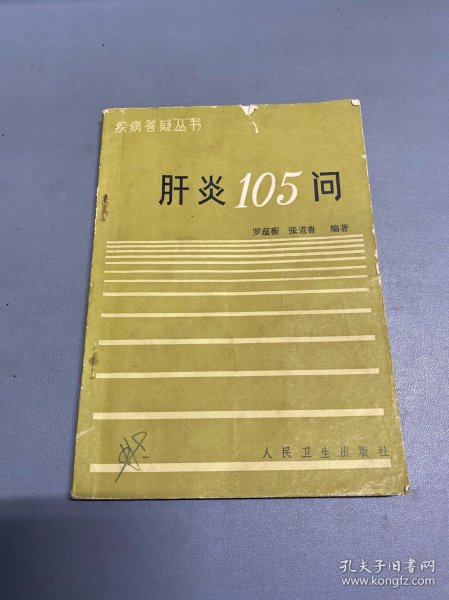 疾病答疑丛书
肝炎105问
罗蕴蘅 张道鲁 编著
人民卫生出版社
孔夫子旧书网
www.kongfz.com